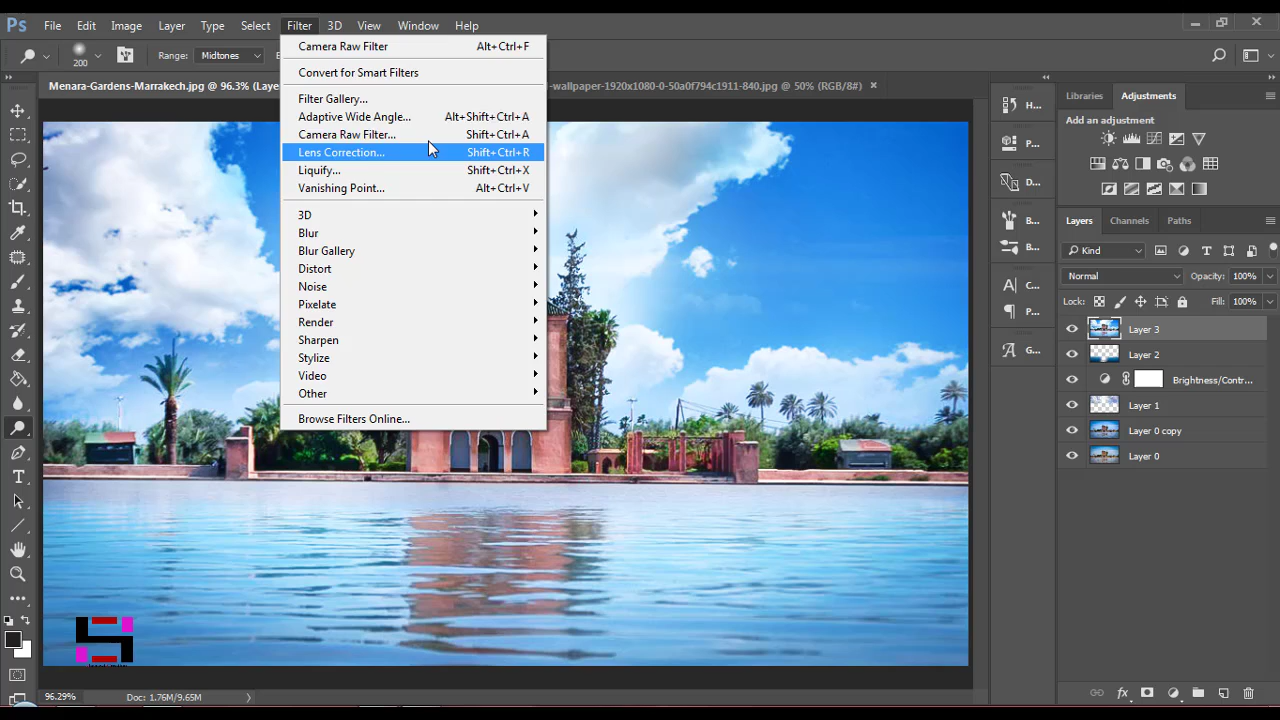 Ps File Edit Image Layer Type Select Filter 3D View Window Help
200 Range: Midtones
Camera Raw Filter Alt+Ctrl+F
Convert for Smart Filters
Filter Gallery...
Adaptive Wide Angle... Alt+Shift+Ctrl+A
Camera Raw Filter... Shift+Ctrl+A
Lens Correction... Shift+Ctrl+R
Liquify... Shift+Ctrl+X
Vanishing Point... Alt+Ctrl+V
3D
Blur
Blur Gallery
Distort
Noise
Pixelate
Render
Sharpen
Stylize
Video
Other
Browse Filters Online...
Menara-Gardens-Marrakech.jpg @ 96.3% (Laye
-wallpaper-1920x1080-0-50a0f794c1911-840.jpg @ 50% (RGB/8#)
H...
P...
D...
B...
B...
C...
P...
G...
Libraries Adjustments
Add an adjustment
Layers Channels Paths
Kind
Normal Opacity: 100%
Lock: Fill: 100%
Layer 3
Layer 2
Brightness/Contr...
Layer 1
Layer 0 copy
Layer 0
96.29% Doc: 1.76M/9.65M